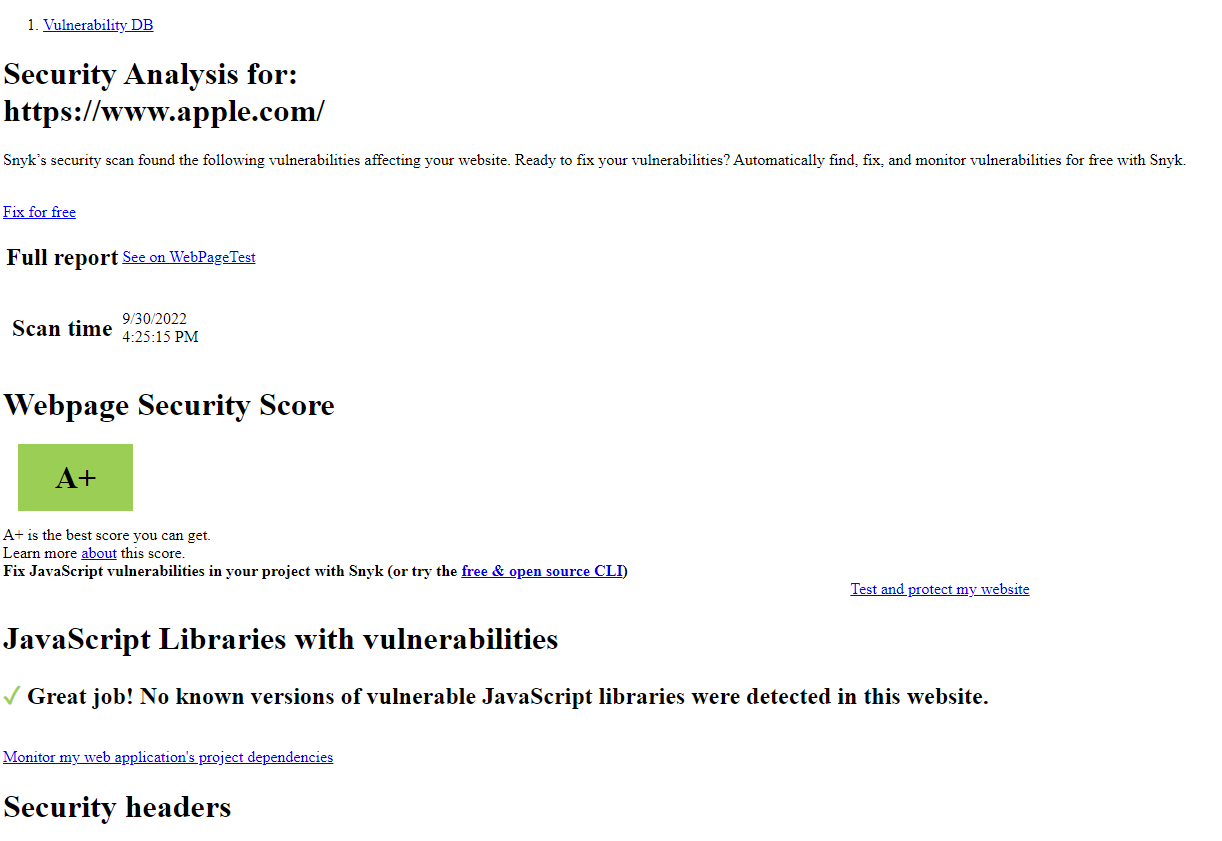 1. Vulnerability DB
Security Analysis for:
https://www.apple.com/
Snyk’s security scan found the following vulnerabilities affecting your website. Ready to fix your vulnerabilities? Automatically find, fix, and monitor vulnerabilities for free with Snyk.
Fix for free
Full report See on WebPageTest
Scan time 9/30/2022
4:25:15 PM
Webpage Security Score
A+
A+ is the best score you can get.
Learn more about this score.
Fix JavaScript vulnerabilities in your project with Snyk (or try the free & open source CLI)
Test and protect my website
JavaScript Libraries with vulnerabilities
✓ Great job! No known versions of vulnerable JavaScript libraries were detected in this website.
Monitor my web application's project dependencies
Security headers